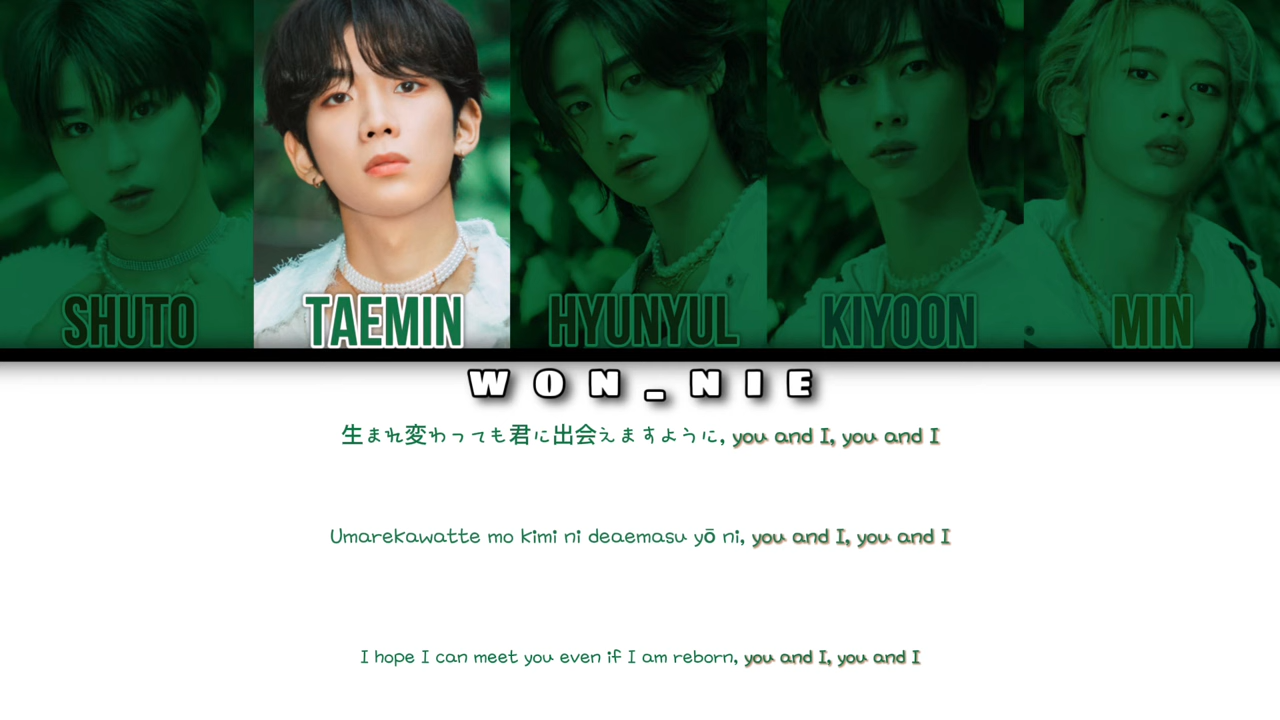 SHUTO TAEMIN HYUNYUL KIYOON MIN
WON_NIE
生まれ変わっても君に出会えますように, you and I, you and I
Umarekawatte mo kimi ni deaemasu yō ni, you and I, you and I
I hope I can meet you even if I am reborn, you and I, you and I